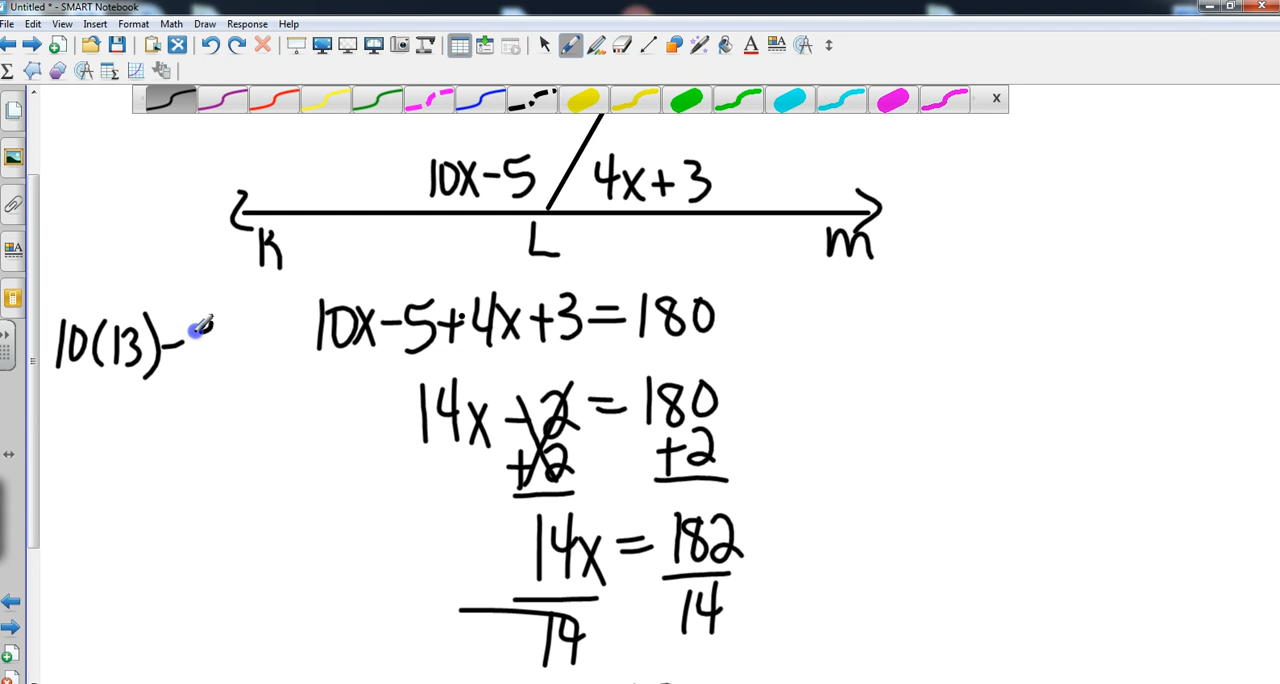 Untitled * - SMART Notebook
File Edit View Insert Format Math Draw Response Help
10x-5 4x+3
K L M
10x-5+4x+3=180
10(13)-
14x-2=180
+2 +2
14x=182
14 14